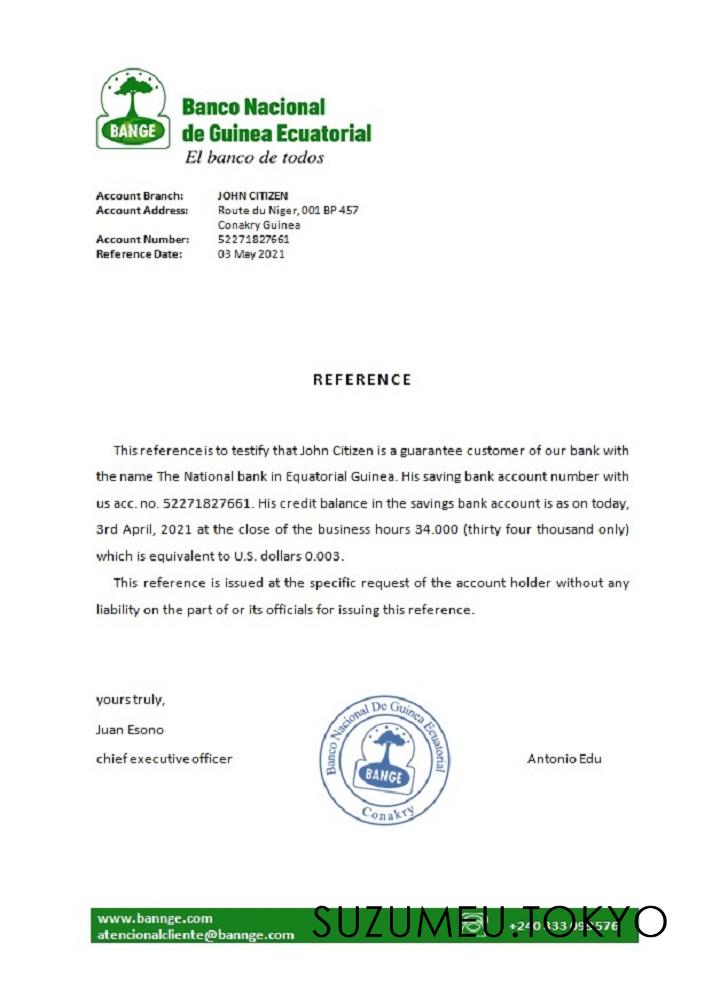 BANGE
Banco Nacional
de Guinea Ecuatorial
El banco de todos
Account Branch: JOHN CITIZEN
Account Address: Route du Niger, 001 BP 457
Conakry Guinea
Account Number: 52271827661
Reference Date: 03 May 2021
REFERENCE
This reference is to testify that John Citizen is a guarantee customer of our bank with
the name The National bank in Equatorial Guinea. His saving bank account number with
us acc. no. 52271827661. His credit balance in the savings bank account is as on today,
3rd April, 2021 at the close of the business hours 34.000 (thirty four thousand only)
which is equivalent to U.S. dollars 0.003.
This reference is issued at the specific request of the account holder without any
liability on the part of or its officials for issuing this reference.
yours truly,
Juan Esono
chief executive officer
Banco Nacional De Guinea Ecuatorial
BANGE
Conakry
Antonio Edu
www.bannge.com
atencionalcliente@bannge.com
SUZUMEU.TOKYO
+240 333 576